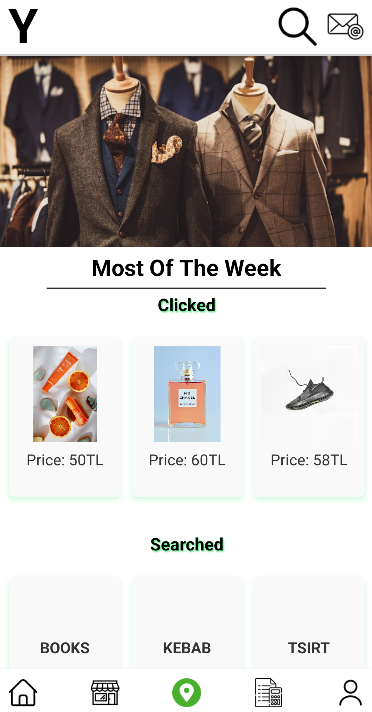 Y
@
Most Of The Week
Clicked
Price: 50TL
Price: 60TL
Price: 58TL
Searched
BOOKS
KEBAB
TSIRT